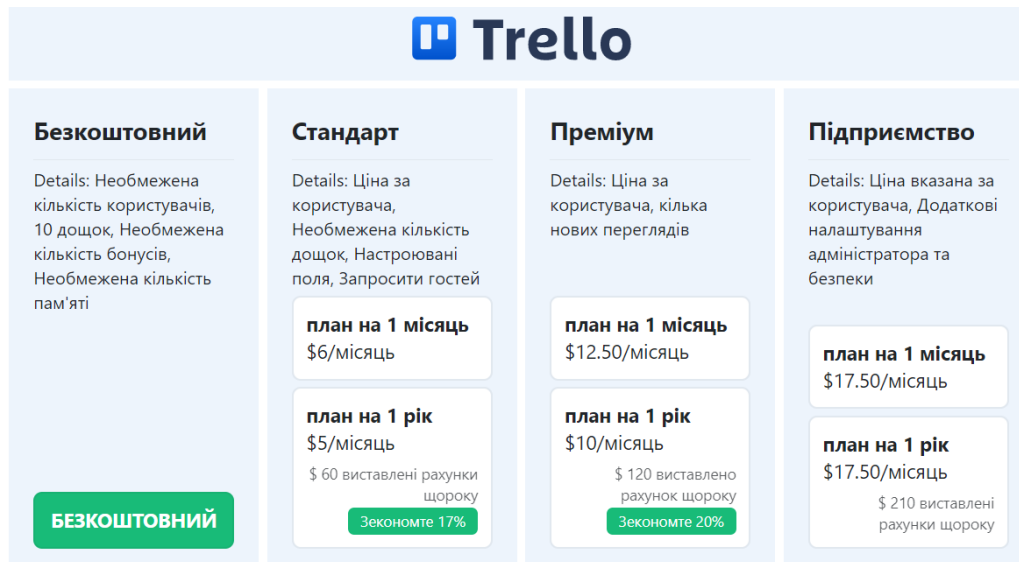 Trello
Безкоштовний
Details: Необмежена
кількість користувачів,
10 дощок, Необмежена
кількість бонусів,
Необмежена кількість
пам'яті
БЕЗКОШТОВНИЙ
Стандарт
Details: Ціна за
користувача,
Необмежена кількість
дощок, Настроювані
поля, Запросити гостей
план на 1 місяць
$6/місяць
план на 1 рік
$5/місяць
$ 60 виставлені рахунки
щороку
Зекономте 17%
Преміум
Details: Ціна за
користувача, кілька
нових переглядів
план на 1 місяць
$12.50/місяць
план на 1 рік
$10/місяць
$ 120 виставлено
рахунок щороку
Зекономте 20%
Підприємство
Details: Ціна вказана за
користувача, Додаткові
налаштування
адміністратора та
безпеки
план на 1 місяць
$17.50/місяць
план на 1 рік
$17.50/місяць
$ 210 виставлені
рахунки щороку